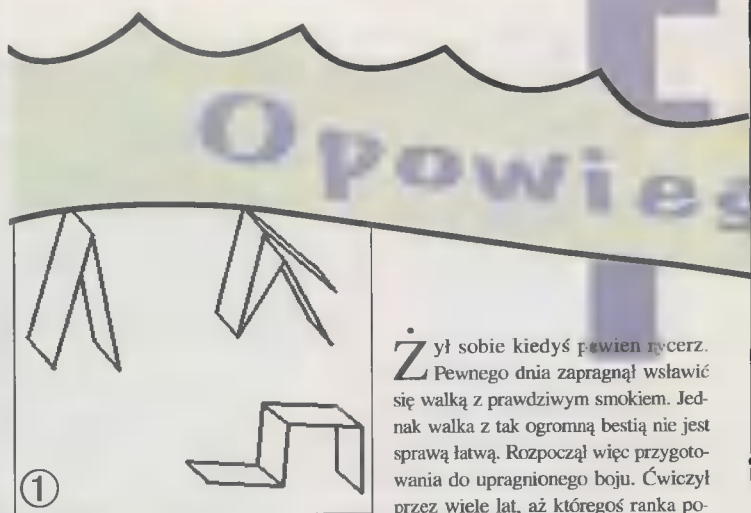 Opowieś
Żył sobie kiedyś pewien rycerz.
Pewnego dnia zapragnął wsławić
się walką z prawdziwym smokiem. Jed-
nak walka z tak ogromną bestią nie jest
sprawą łatwą. Rozpoczął więc przygoto-
wania do upragnionego boju. Ćwiczył
przez wiele lat, aż któregoś ranka po-
1